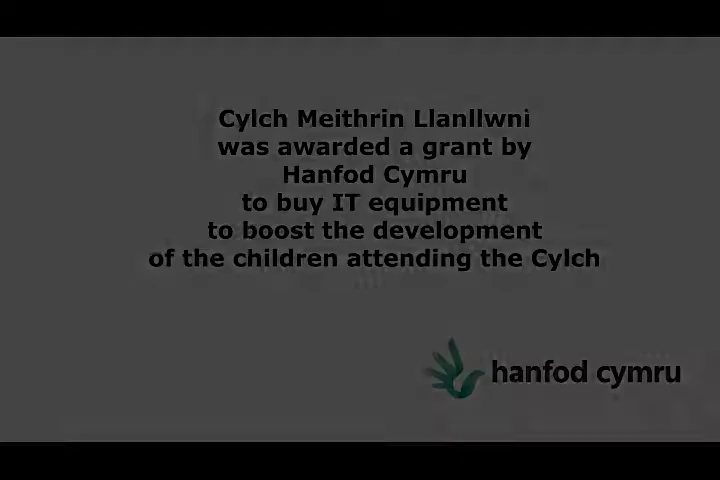 Cylch Meithrin Llanllwni
was awarded a grant by
Hanfod Cymru
to buy IT equipment
to boost the development
of the children attending the Cylch
hanfod cymru